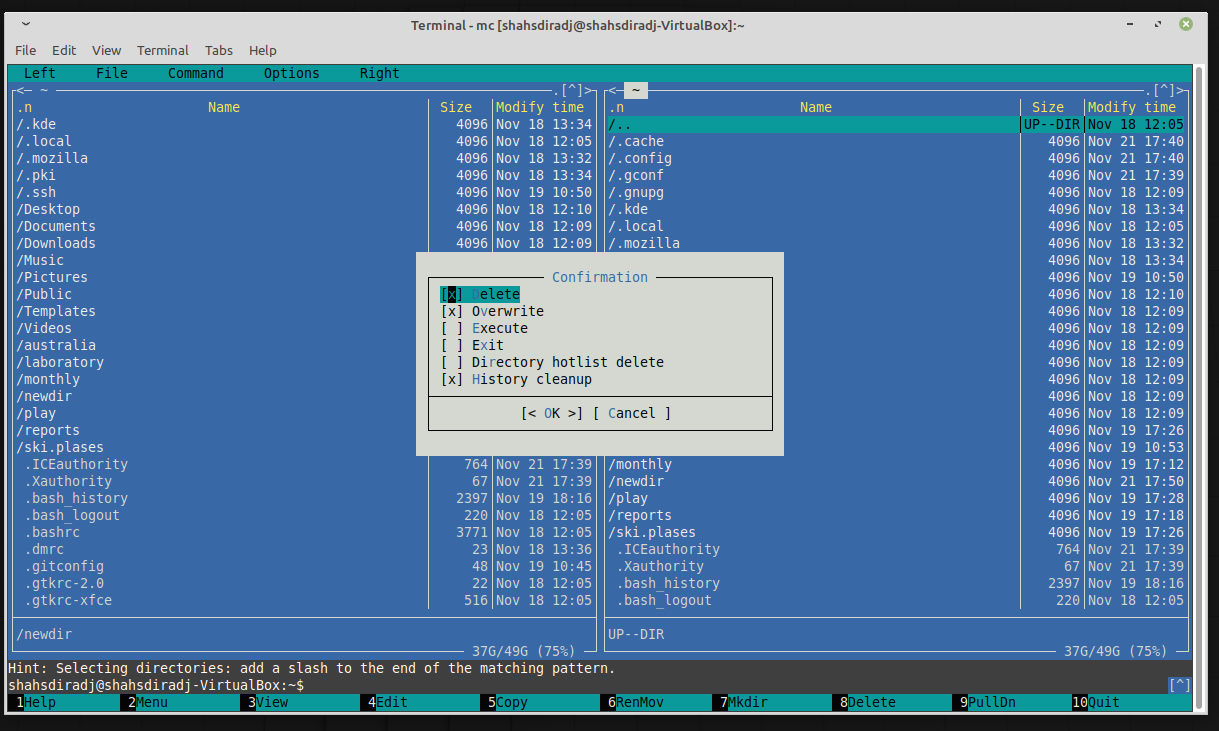 Terminal - mc [shahsdiradj@shahsdiradj-VirtualBox]:~
File Edit View Terminal Tabs Help
Left File Command Options Right
<─ ~ .[^]>
.n Name Size Modify time
/.kde 4096 Nov 18 13:34
/.local 4096 Nov 18 12:05
/.mozilla 4096 Nov 18 13:32
/.pki 4096 Nov 18 13:34
/.ssh 4096 Nov 19 10:50
/Desktop 4096 Nov 18 12:10
/Documents 4096 Nov 18 12:09
/Downloads 4096 Nov 18 12:09
/Music
/Pictures
/Public
/Templates
/Videos
/australia
/laboratory
/monthly
/newdir
/play
/reports
/ski.plases
.ICEauthority 764 Nov 21 17:39
.Xauthority 67 Nov 21 17:39
.bash_history 2397 Nov 19 18:16
.bash_logout 220 Nov 18 12:05
.bashrc 3771 Nov 18 12:05
.dmrc 23 Nov 18 13:36
.gitconfig 48 Nov 19 10:45
.gtkrc-2.0 22 Nov 18 12:05
.gtkrc-xfce 516 Nov 18 12:05
/newdir
37G/49G (75%)
Confirmation
[x] Delete
[x] Overwrite
[ ] Execute
[ ] Exit
[ ] Directory hotlist delete
[x] History cleanup
[< OK >] [ Cancel ]
<─ ~ .[^]>
.n Name Size Modify time
/.. UP--DIR Nov 18 12:05
/.cache 4096 Nov 21 17:40
/.config 4096 Nov 21 17:40
/.gconf 4096 Nov 21 17:39
/.gnupg 4096 Nov 18 12:09
/.kde 4096 Nov 18 13:34
/.local 4096 Nov 18 12:05
/.mozilla 4096 Nov 18 13:32
4096 Nov 18 13:34
4096 Nov 19 10:50
4096 Nov 18 12:10
4096 Nov 18 12:09
4096 Nov 18 12:09
4096 Nov 18 12:09
4096 Nov 18 12:09
4096 Nov 18 12:09
4096 Nov 18 12:09
4096 Nov 18 12:09
4096 Nov 19 17:26
4096 Nov 19 10:53
/monthly 4096 Nov 19 17:12
/newdir 4096 Nov 21 17:50
/play 4096 Nov 19 17:28
/reports 4096 Nov 19 17:18
/ski.plases 4096 Nov 19 17:26
.ICEauthority 764 Nov 21 17:39
.Xauthority 67 Nov 21 17:39
.bash_history 2397 Nov 19 18:16
.bash_logout 220 Nov 18 12:05
UP--DIR
37G/49G (75%)
Hint: Selecting directories: add a slash to the end of the matching pattern.
shahsdiradj@shahsdiradj-VirtualBox:~$ [^]
1Help 2Menu 3View 4Edit 5Copy 6RenMov 7Mkdir 8Delete 9PullDn 10Quit